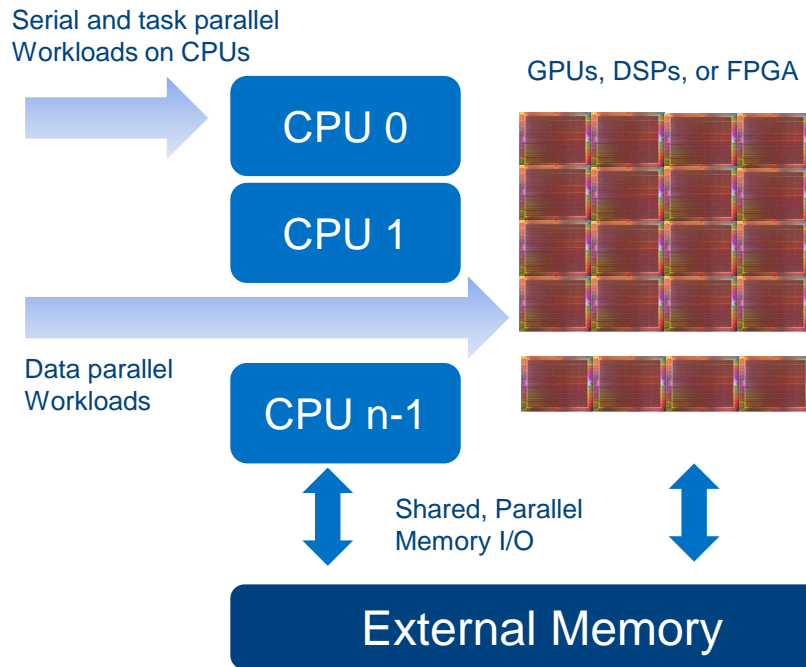 Serial and task parallel
Workloads on CPUs
GPUs, DSPs, or FPGA
CPU 0
CPU 1
Data parallel
Workloads
CPU n-1
Shared, Parallel
Memory I/O
External Memory